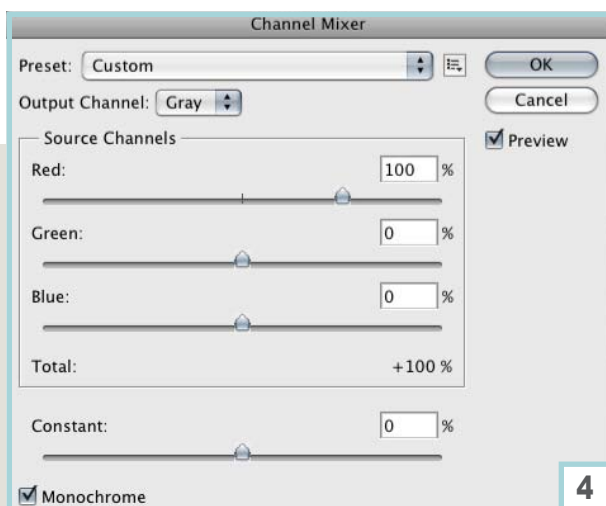 Channel Mixer
Preset: Custom
OK
Output Channel: Gray
Cancel
Source Channels
Preview
Red: 100 %
Green: 0 %
Blue: 0 %
Total: +100 %
Constant: 0 %
Monochrome
4